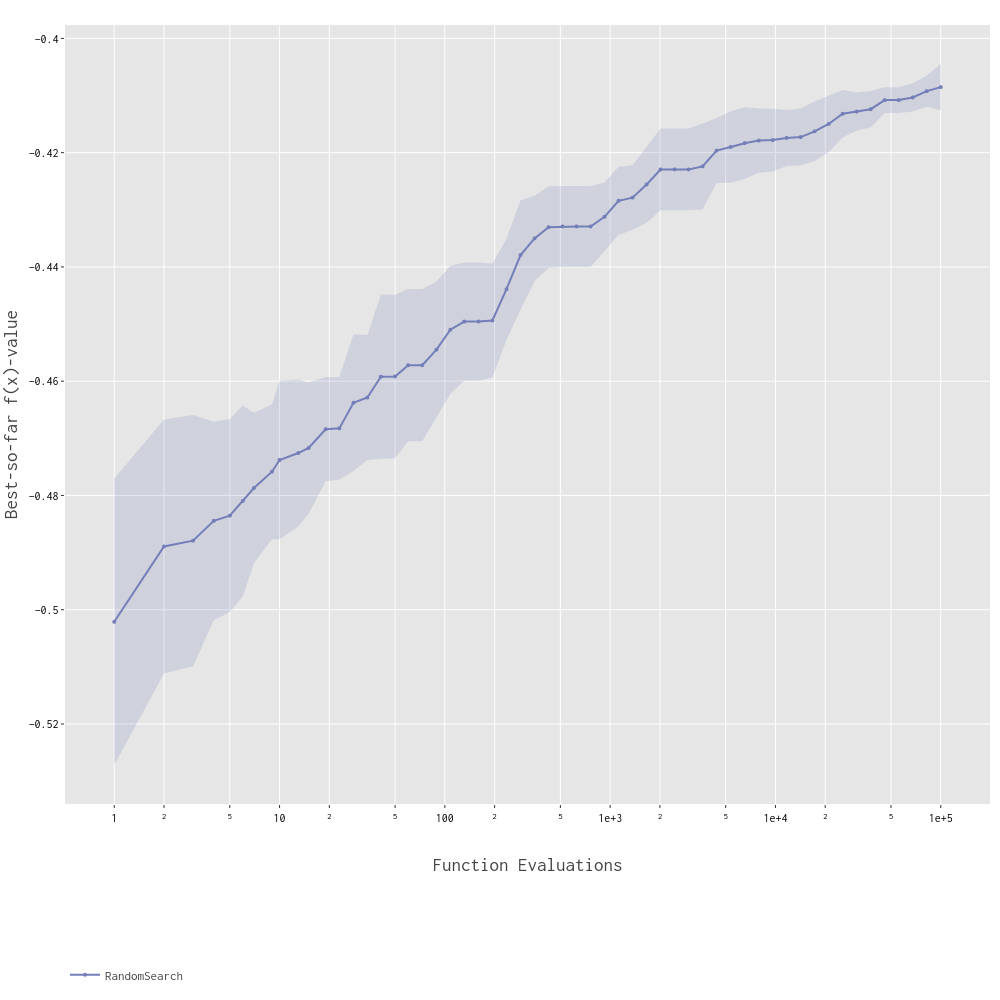 −0.4
−0.42
−0.44
−0.46
−0.48
−0.5
−0.52
Best-so-far f(x)-value
1 2 5 10 2 5 100 2 5 1e+3 2 5 1e+4 2 5 1e+5
Function Evaluations
RandomSearch